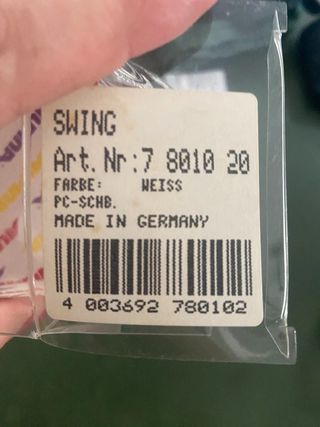 SWING
Art.Nr:7 8010 20
FARBE: WEISS
PC-SCHB.
MADE IN GERMANY
4 003692 780102